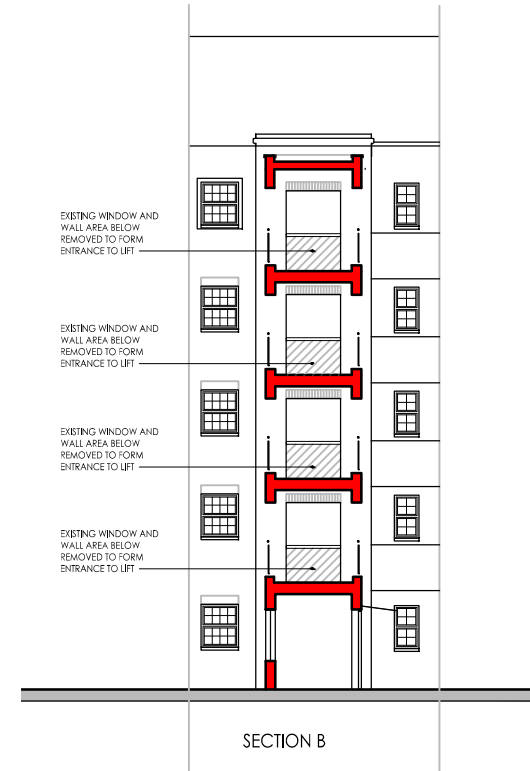 EXISTING WINDOW AND
WALL AREA BELOW
REMOVED TO FORM
ENTRANCE TO LIFT
EXISTING WINDOW AND
WALL AREA BELOW
REMOVED TO FORM
ENTRANCE TO LIFT
EXISTING WINDOW AND
WALL AREA BELOW
REMOVED TO FORM
ENTRANCE TO LIFT
EXISTING WINDOW AND
WALL AREA BELOW
REMOVED TO FORM
ENTRANCE TO LIFT
SECTION B